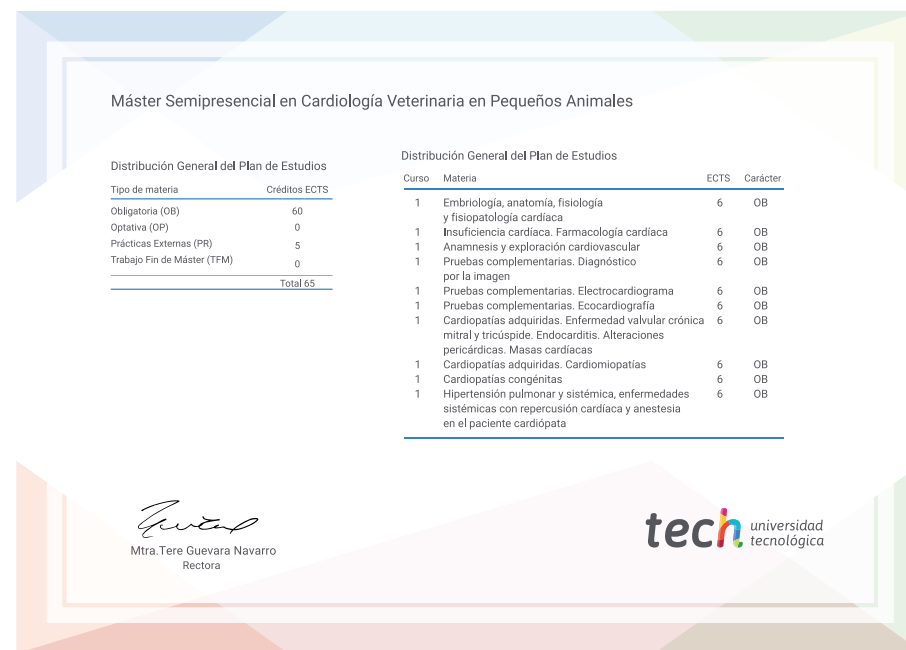 Máster Semipresencial en Cardiología Veterinaria en Pequeños Animales
Distribución General del Plan de Estudios
Tipo de materia Créditos ECTS
Obligatoria (OB) 60
Optativa (OP) 0
Prácticas Externas (PR) 5
Trabajo Fin de Máster (TFM) 0
Total 65
Distribución General del Plan de Estudios
Curso Materia ECTS Carácter
1 Embriología, anatomía, fisiología 6 OB
y fisiopatología cardíaca
1 Insuficiencia cardíaca. Farmacología cardíaca 6 OB
1 Anamnesis y exploración cardiovascular 6 OB
1 Pruebas complementarias. Diagnóstico 6 OB
por la imagen
1 Pruebas complementarias. Electrocardiograma 6 OB
1 Pruebas complementarias. Ecocardiografía 6 OB
1 Cardiopatías adquiridas. Enfermedad valvular crónica 6 OB
mitral y tricúspide. Endocarditis. Alteraciones
pericárdicas. Masas cardíacas
1 Cardiopatías adquiridas. Cardiomiopatías 6 OB
1 Cardiopatías congénitas 6 OB
1 Hipertensión pulmonar y sistémica, enfermedades 6 OB
sistémicas con repercusión cardíaca y anestesia
en el paciente cardiópata
Mtra.Tere Guevara Navarro
Rectora
tech universidad
tecnológica